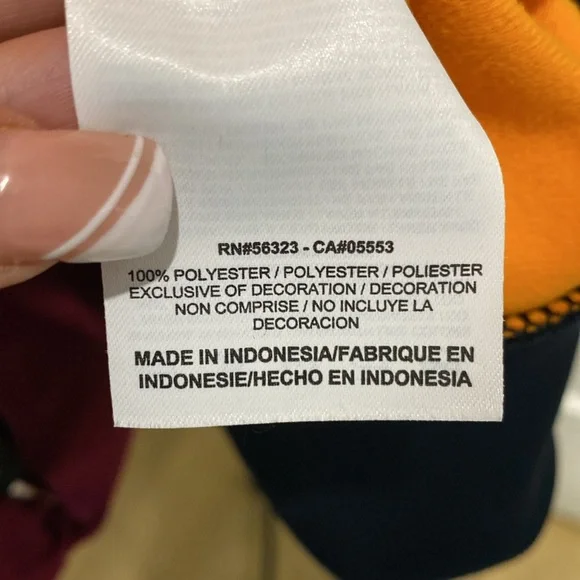 RN#56323 - CA#05553
100% POLYESTER / POLYESTER / POLIESTER
EXCLUSIVE OF DECORATION / DECORATION
NON COMPRISE / NO INCLUYE LA
DECORACION
MADE IN INDONESIA/FABRIQUE EN
INDONESIE/HECHO EN INDONESIA